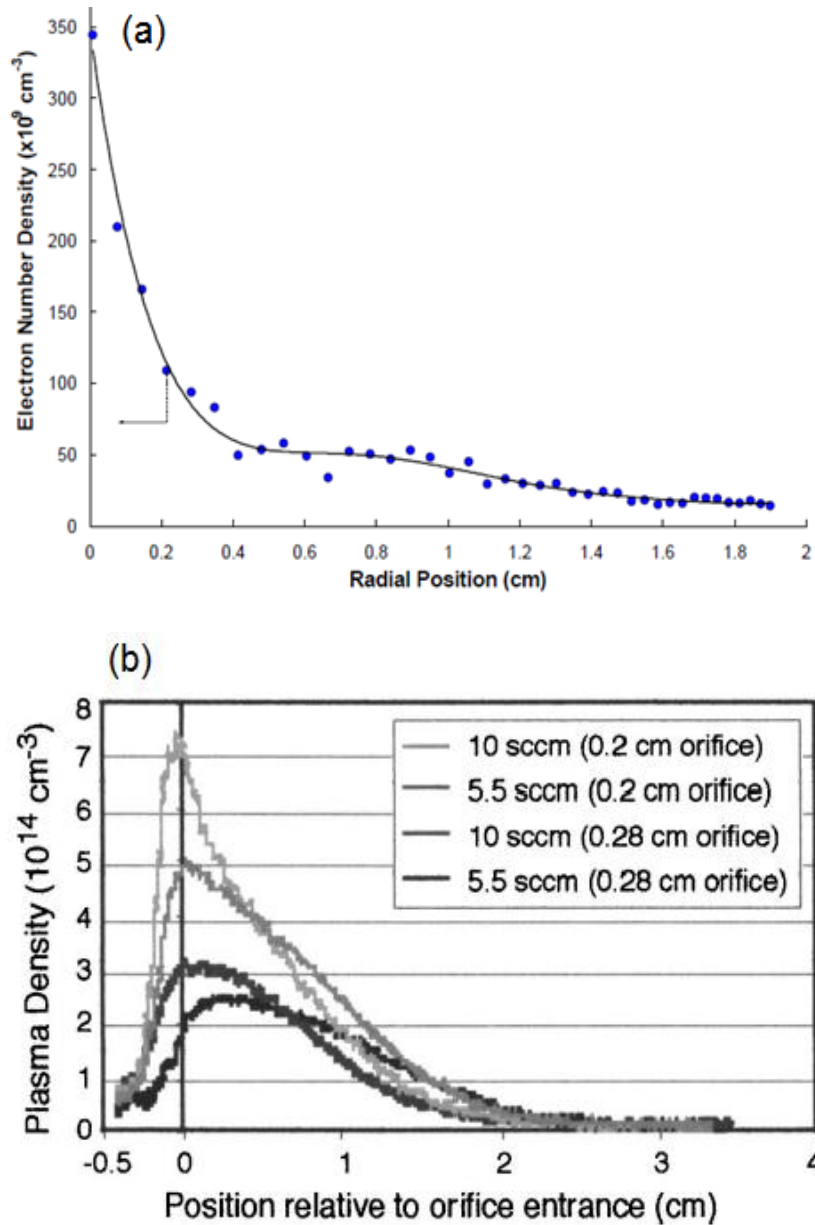 (a)
Electron Number Density (x10⁹ cm⁻³)
350
300
250
200
150
100
50
0
0 0.2 0.4 0.6 0.8 1 1.2 1.4 1.6 1.8 2
Radial Position (cm)
(b)
Plasma Density (10¹⁴ cm⁻³)
8
7
6
5
4
3
2
1
0
10 sccm (0.2 cm orifice)
5.5 sccm (0.2 cm orifice)
10 sccm (0.28 cm orifice)
5.5 sccm (0.28 cm orifice)
-0.5 0 1 2 3 4
Position relative to orifice entrance (cm)